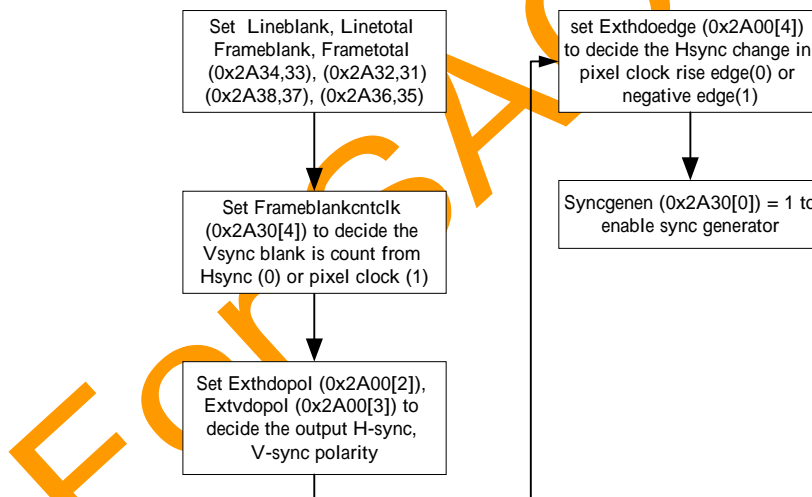 Set Lineblank, Linetotal
Frameblank, Frametotal
(0x2A34,33), (0x2A32,31)
(0x2A38,37), (0x2A36,35)
Set Frameblankcntclk
(0x2A30[4]) to decide the
Vsync blank is count from
Hsync (0) or pixel clock (1)
Set Exthdopol (0x2A00[2]),
Extvdopol (0x2A00[3]) to
decide the output H-sync,
V-sync polarity
set Exthdoedge (0x2A00[4])
to decide the Hsync change in
pixel clock rise edge(0) or
negative edge(1)
Syncgenen (0x2A30[0]) = 1 to
enable sync generator
For